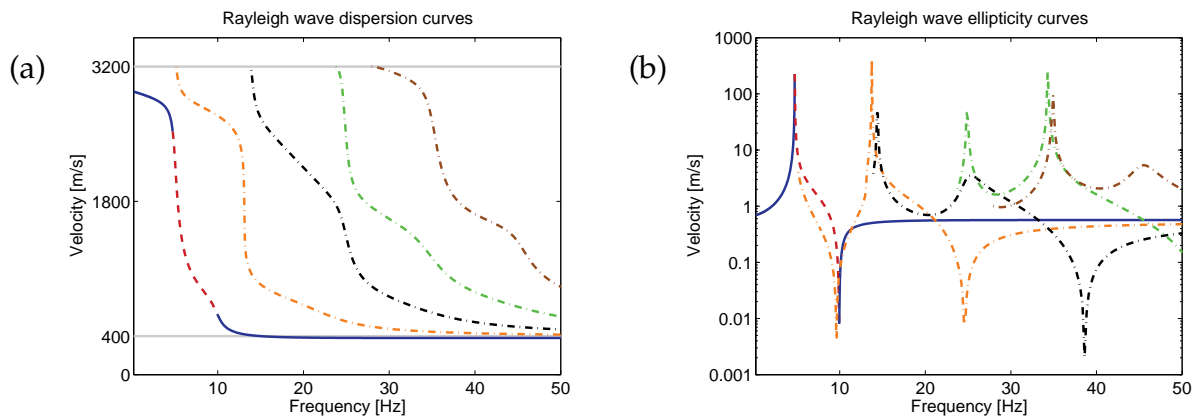 (a)
Rayleigh wave dispersion curves
Velocity [m/s]
3200
1800
400
0
0
10
20
30
40
50
Frequency [Hz]
(b)
Rayleigh wave ellipticity curves
Velocity [m/s]
1000
100
10
1
0.1
0.01
0.001
10
20
30
40
50
Frequency [Hz]